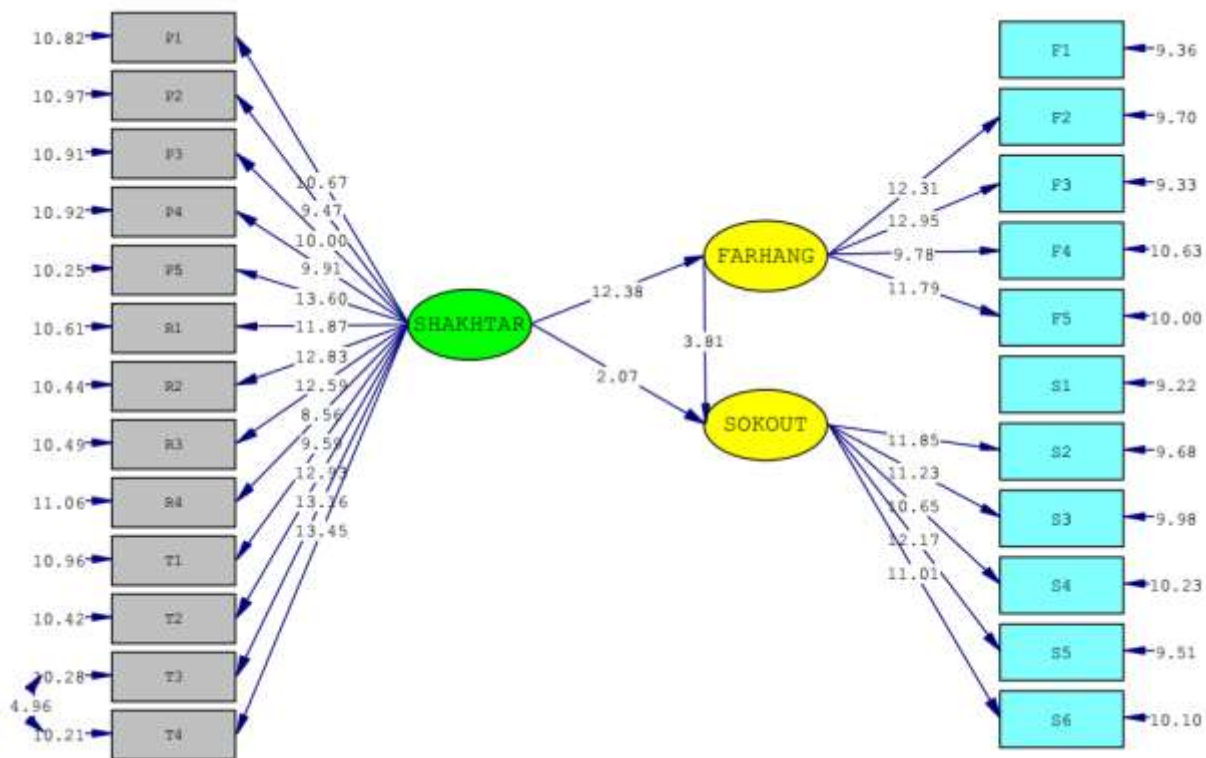 10.82 P1
10.97 P2
10.91 P3
10.92 P4
10.25 P5
10.61 R1
10.44 R2
10.49 R3
11.06 R4
10.96 T1
10.42 T2
10.28 T3
4.96
10.21 T4
10.67
9.47
10.00
9.91
13.60
11.87
12.83
12.59
8.56
9.59
12.93
13.16
13.45
SHAKHTAR
12.38
2.07
FARHANG
3.81
SOKOUT
12.31
12.95
9.78
11.79
11.85
11.23
10.65
12.17
11.01
F1 9.36
F2 9.70
F3 9.33
F4 10.63
F5 10.00
S1 9.22
S2 9.68
S3 9.98
S4 10.23
S5 9.51
S6 10.10